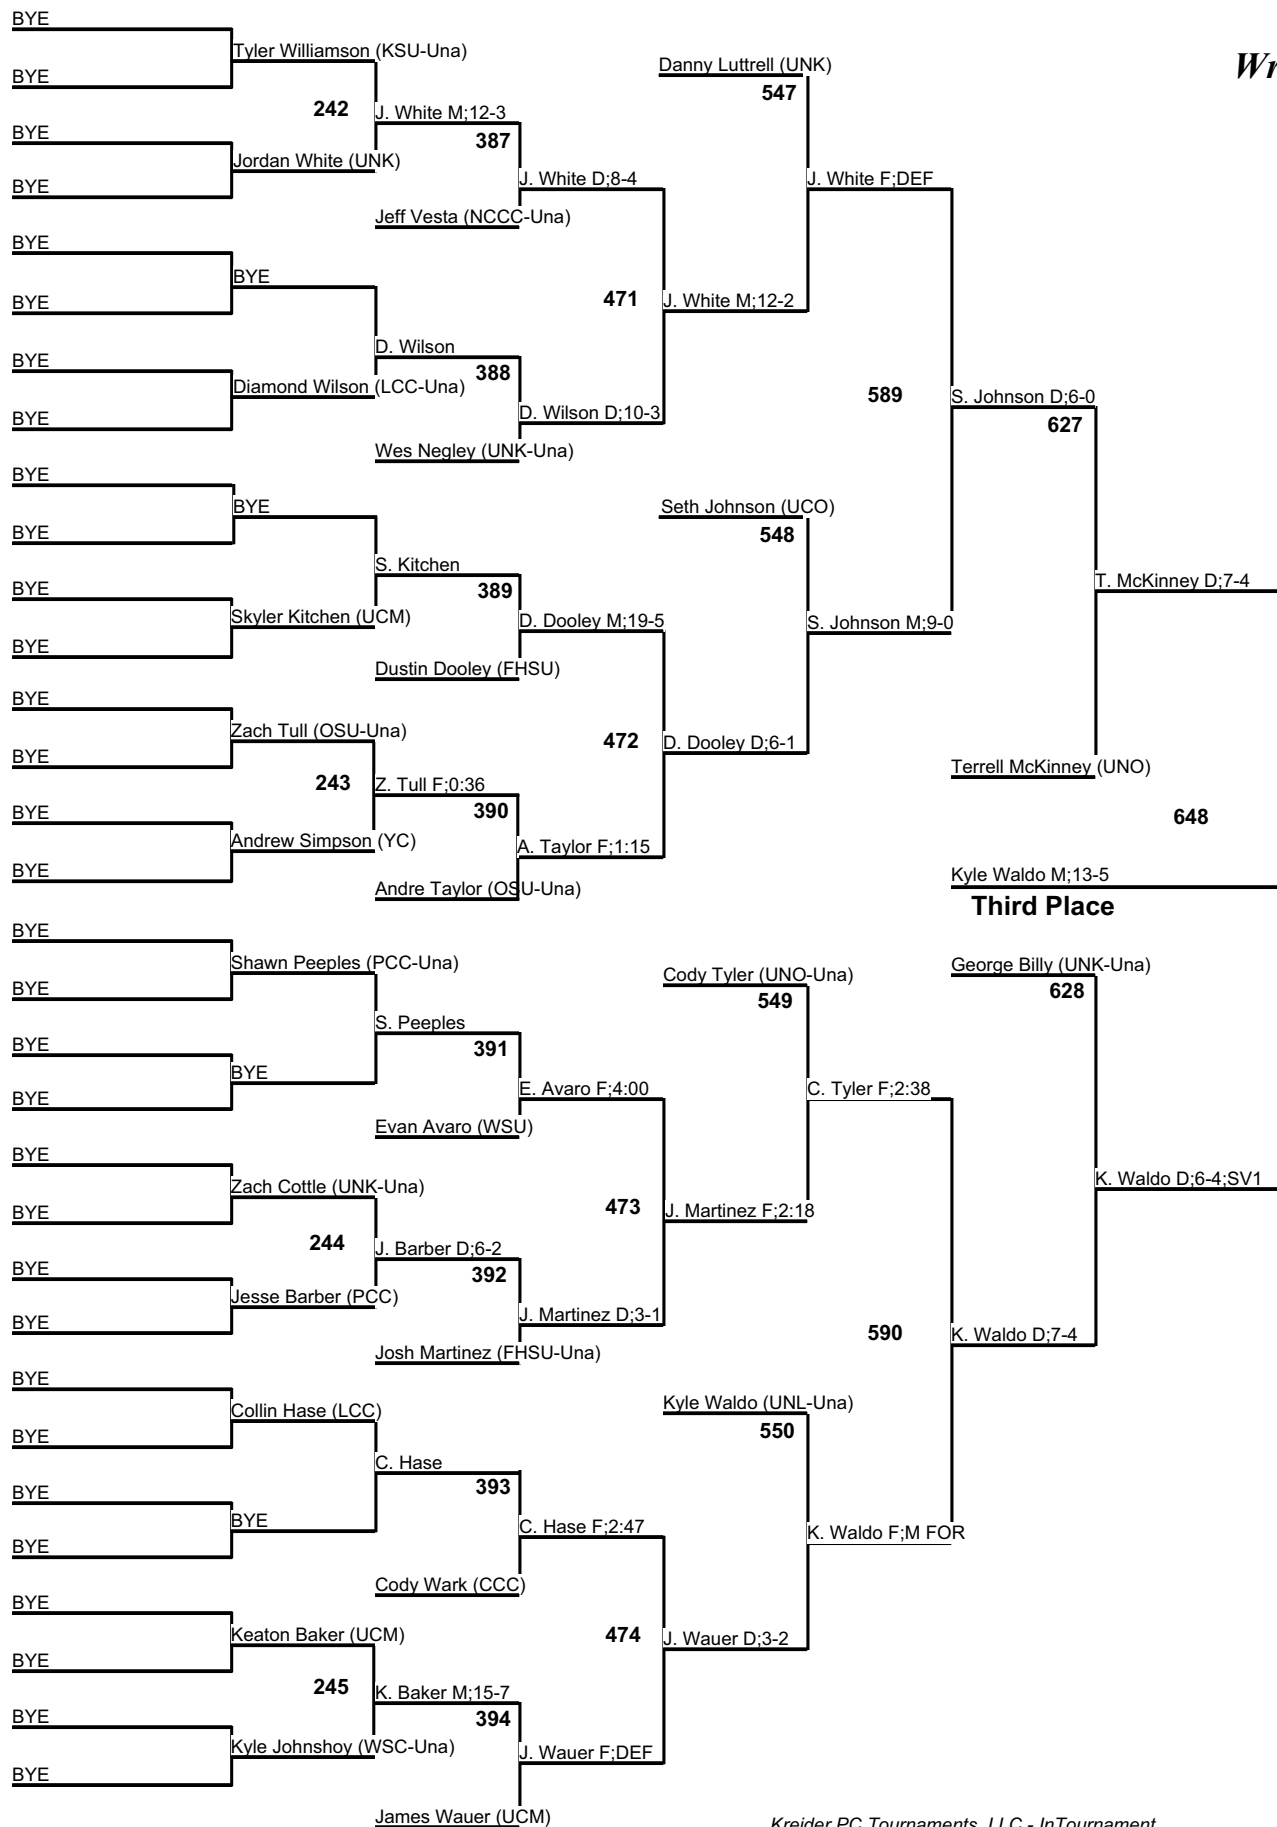 BYE
Tyler Williamson (KSU-Una)
Wr
Danny Luttrell (UNK)
BYE
547
242
J. White M;12-3
BYE
387
Jordan White (UNK)
J. White D;8-4
J. White F;DEF
BYE
Jeff Vesta (NCCC-Una)
BYE
BYE
BYE
471
J. White M;12-2
D. Wilson
BYE
388
Diamond Wilson (LCC-Una)
589
S. Johnson D;6-0
BYE
D. Wilson D;10-3
627
Wes Negley (UNK-Una)
BYE
BYE
Seth Johnson (UCO)
BYE
548
S. Kitchen
BYE
389
T. McKinney D;7-4
Skyler Kitchen (UCM)
D. Dooley M;19-5
S. Johnson M;9-0
BYE
Dustin Dooley (FHSU)
BYE
Zach Tull (OSU-Una)
472
D. Dooley D;6-1
BYE
Terrell McKinney (UNO)
243
Z. Tull F;0:36
BYE
390
648
Andrew Simpson (YC)
A. Taylor F;1:15
BYE
Andre Taylor (OSU-Una)
Kyle Waldo M;13-5
Third Place
BYE
Shawn Peeples (PCC-Una)
Cody Tyler (UNO-Una)
George Billy (UNK-Una)
BYE
549
628
S. Peeples
BYE
391
BYE
E. Avaro F;4:00
C. Tyler F;2:38
BYE
Evan Avaro (WSU)
BYE
Zach Cottle (UNK-Una)
K. Waldo D;6-4;SV1
BYE
473
J. Martinez F;2:18
244
J. Barber D;6-2
BYE
392
Jesse Barber (PCC)
J. Martinez D;3-1
BYE
590
K. Waldo D;7-4
Josh Martinez (FHSU-Una)
BYE
Collin Hase (LCC)
Kyle Waldo (UNL-Una)
BYE
550
C. Hase
BYE
393
BYE
C. Hase F;2:47
K. Waldo F;M FOR
BYE
Cody Wark (CCC)
BYE
Keaton Baker (UCM)
474
J. Wauer D;3-2
BYE
245
K. Baker M;15-7
BYE
394
Kyle Johnshoy (WSC-Una)
J. Wauer F;DEF
BYE
James Wauer (UCM)
Kreider PC Tournaments, LLC - InTournament